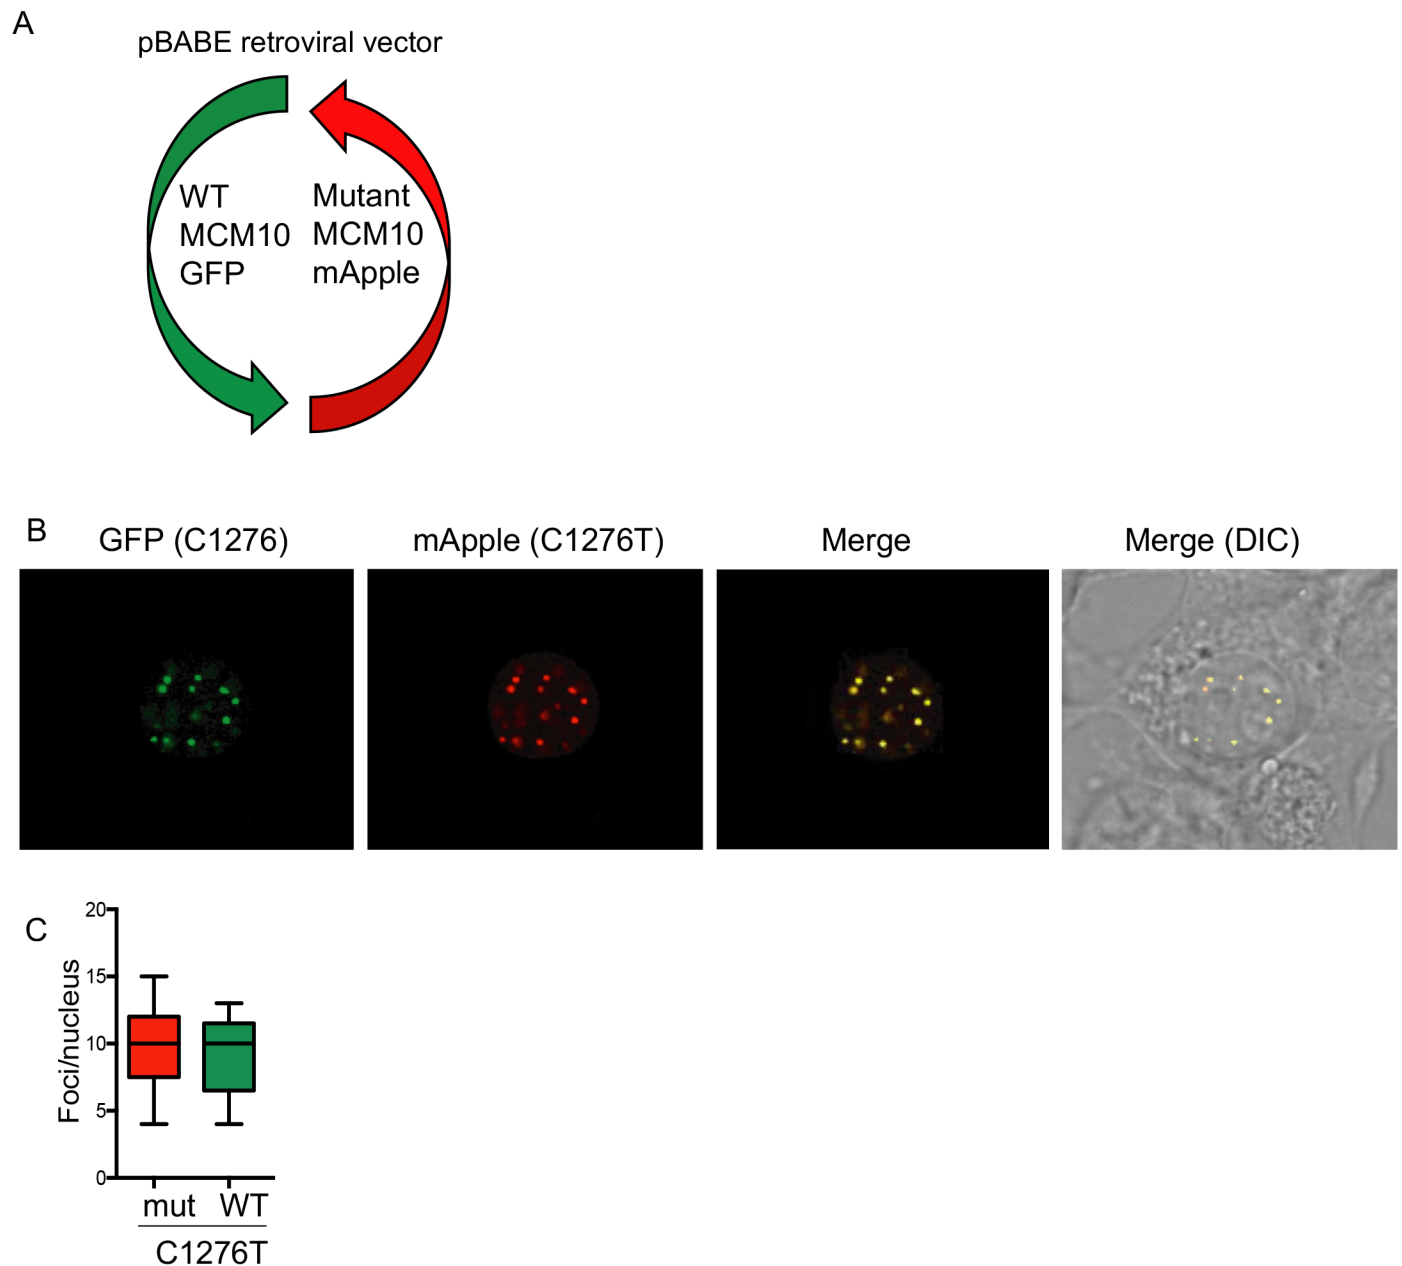 A
pBABE retroviral vector
WT
MCM10
GFP
Mutant
MCM10
mApple
B
GFP (C1276)
mApple (C1276T)
Merge
Merge (DIC)
C
Foci/nucleus
20
15
10
5
0
mut
WT
C1276T